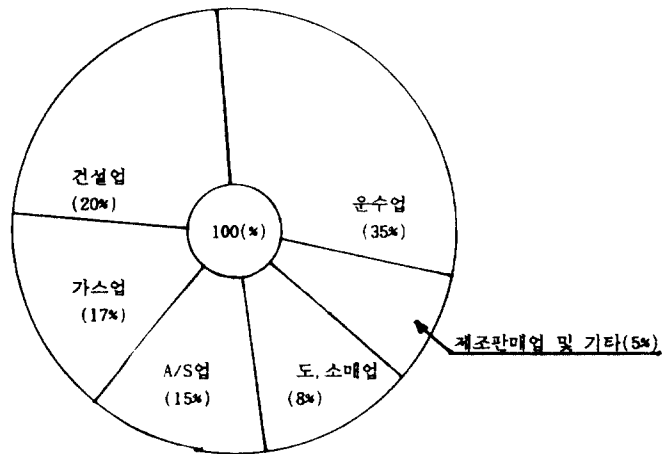 건설업
(20%)
운수업
(35%)
100(%)
가스업
(17%)
제조판매업 및 기타(5%)
A/S업
(15%)
도, 소매업
(8%)